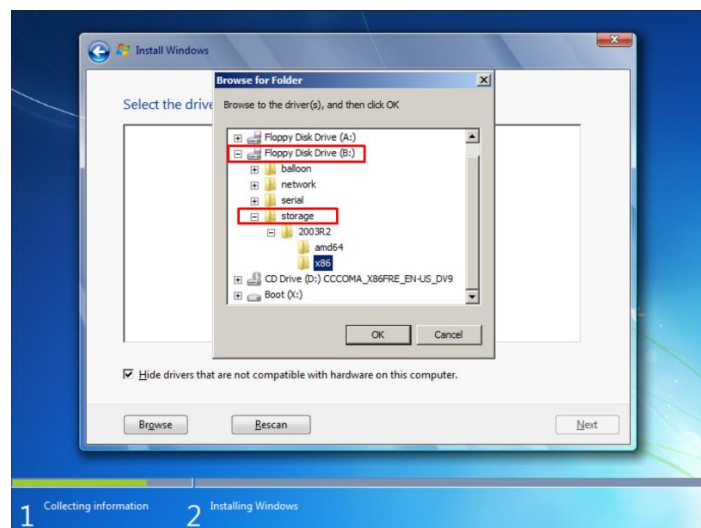 Install Windows
Browse for Folder
Select the drive
Browse to the driver(s), and then click OK
Floppy Disk Drive (A:)
Floppy Disk Drive (B:)
balloon
network
serial
storage
2003R2
amd64
x86
CD Drive (D:) CCCOMA_X86FRE_EN-US_DV9
Boot (X:)
OK Cancel
Hide drivers that are not compatible with hardware on this computer.
Browse Rescan Next
1 Collecting information 2 Installing Windows